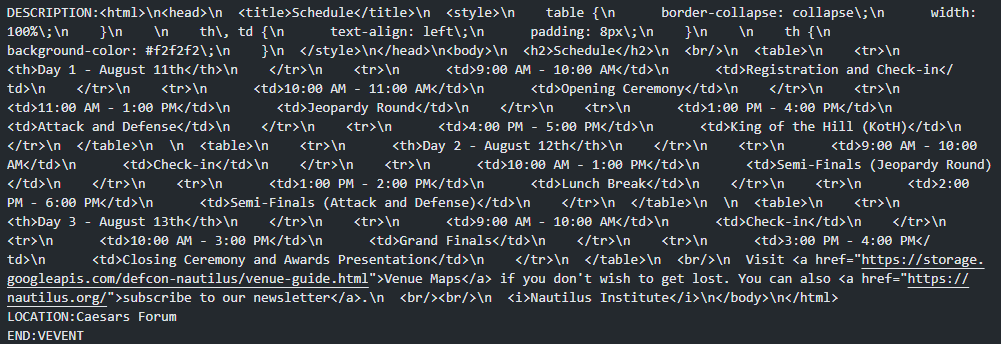 DESCRIPTION:<html>\n<head>\n  <title>Schedule</title>\n  <style>\n    table {\n      border-collapse: collapse\;\n      width:
100%\;\n    }\n    \n    th\, td {\n      text-align: left\;\n      padding: 8px\;\n    }\n    \n    th {\n
background-color: #f2f2f2\;\n    }\n  </style>\n</head>\n<body>\n  <h2>Schedule</h2>\n  <br/>\n  <table>\n    <tr>\n
<th>Day 1 - August 11th</th>\n    </tr>\n    <tr>\n      <td>9:00 AM - 10:00 AM</td>\n      <td>Registration and Check-in</
td>\n    </tr>\n    <tr>\n      <td>10:00 AM - 11:00 AM</td>\n      <td>Opening Ceremony</td>\n    </tr>\n    <tr>\n
<td>11:00 AM - 1:00 PM</td>\n      <td>Jeopardy Round</td>\n    </tr>\n    <tr>\n      <td>1:00 PM - 4:00 PM</td>\n
<td>Attack and Defense</td>\n    </tr>\n    <tr>\n      <td>4:00 PM - 5:00 PM</td>\n      <td>King of the Hill (KotH)</td>\n
</tr>\n  </table>\n  \n  <table>\n    <tr>\n      <th>Day 2 - August 12th</th>\n    </tr>\n    <tr>\n      <td>9:00 AM - 10:00
AM</td>\n      <td>Check-in</td>\n    </tr>\n    <tr>\n      <td>10:00 AM - 1:00 PM</td>\n      <td>Semi-Finals (Jeopardy Round)
</td>\n    </tr>\n    <tr>\n      <td>1:00 PM - 2:00 PM</td>\n      <td>Lunch Break</td>\n    </tr>\n    <tr>\n      <td>2:00
PM - 6:00 PM</td>\n      <td>Semi-Finals (Attack and Defense)</td>\n    </tr>\n  </table>\n  \n  <table>\n    <tr>\n
<th>Day 3 - August 13th</th>\n    </tr>\n    <tr>\n      <td>9:00 AM - 10:00 AM</td>\n      <td>Check-in</td>\n    </tr>\n
<tr>\n      <td>10:00 AM - 3:00 PM</td>\n      <td>Grand Finals</td>\n    </tr>\n    <tr>\n      <td>3:00 PM - 4:00 PM</
td>\n      <td>Closing Ceremony and Awards Presentation</td>\n    </tr>\n  </table>\n  <br/>\n  Visit <a href="https://storage.
googleapis.com/defcon-nautilus/venue-guide.html">Venue Maps</a> if you don't wish to get lost. You can also <a href="https://
nautilus.org/">subscribe to our newsletter</a>.\n  <br/><br/>\n  <i>Nautilus Institute</i>\n</body>\n</html>
LOCATION:Caesars Forum
END:VEVENT